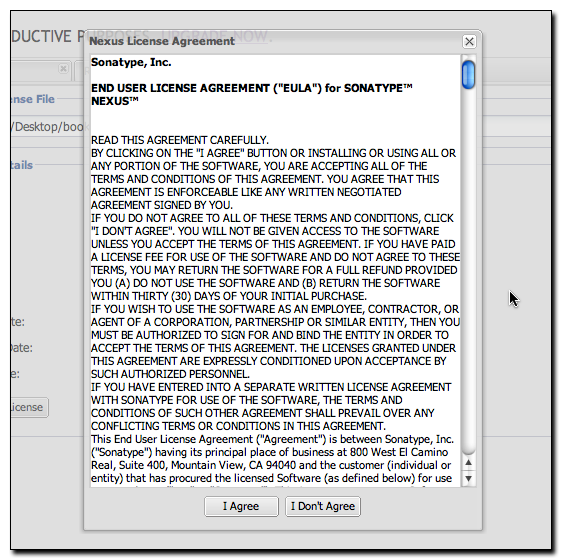 DUCTIVE PURPOSES. UPGRADE NOW.
Nexus License Agreement
Sonatype, Inc.
END USER LICENSE AGREEMENT ("EULA") for SONATYPE™
NEXUS™
READ THIS AGREEMENT CAREFULLY.
BY CLICKING ON THE "I AGREE" BUTTON OR INSTALLING OR USING ALL OR
ANY PORTION OF THE SOFTWARE, YOU ARE ACCEPTING ALL OF THE
TERMS AND CONDITIONS OF THIS AGREEMENT. YOU AGREE THAT THIS
AGREEMENT IS ENFORCEABLE LIKE ANY WRITTEN NEGOTIATED
AGREEMENT SIGNED BY YOU.
IF YOU DO NOT AGREE TO ALL OF THESE TERMS AND CONDITIONS, CLICK
"I DON'T AGREE". YOU WILL NOT BE GIVEN ACCESS TO THE SOFTWARE
UNLESS YOU ACCEPT THE TERMS OF THIS AGREEMENT. IF YOU HAVE PAID
A LICENSE FEE FOR USE OF THE SOFTWARE AND DO NOT AGREE TO THESE
TERMS, YOU MAY RETURN THE SOFTWARE FOR A FULL REFUND PROVIDED
YOU (A) DO NOT USE THE SOFTWARE AND (B) RETURN THE SOFTWARE
WITHIN THIRTY (30) DAYS OF YOUR INITIAL PURCHASE.
IF YOU WISH TO USE THE SOFTWARE AS AN EMPLOYEE, CONTRACTOR, OR
AGENT OF A CORPORATION, PARTNERSHIP OR SIMILAR ENTITY, THEN YOU
MUST BE AUTHORIZED TO SIGN FOR AND BIND THE ENTITY IN ORDER TO
ACCEPT THE TERMS OF THIS AGREEMENT. THE LICENSES GRANTED UNDER
THIS AGREEMENT ARE EXPRESSLY CONDITIONED UPON ACCEPTANCE BY
SUCH AUTHORIZED PERSONNEL.
IF YOU HAVE ENTERED INTO A SEPARATE WRITTEN LICENSE AGREEMENT
WITH SONATYPE FOR USE OF THE SOFTWARE, THE TERMS AND
CONDITIONS OF SUCH OTHER AGREEMENT SHALL PREVAIL OVER ANY
CONFLICTING TERMS OR CONDITIONS IN THIS AGREEMENT.
This End User License Agreement ("Agreement") is between Sonatype, Inc.
("Sonatype") having its principal place of business at 800 West El Camino
Real, Suite 400, Mountain View, CA 94040 and the customer (individual or
entity) that has procured the licensed Software (as defined below) for use
I Agree
I Don't Agree
ense File
/Desktop/book
tails
te:
Date:
e:
License